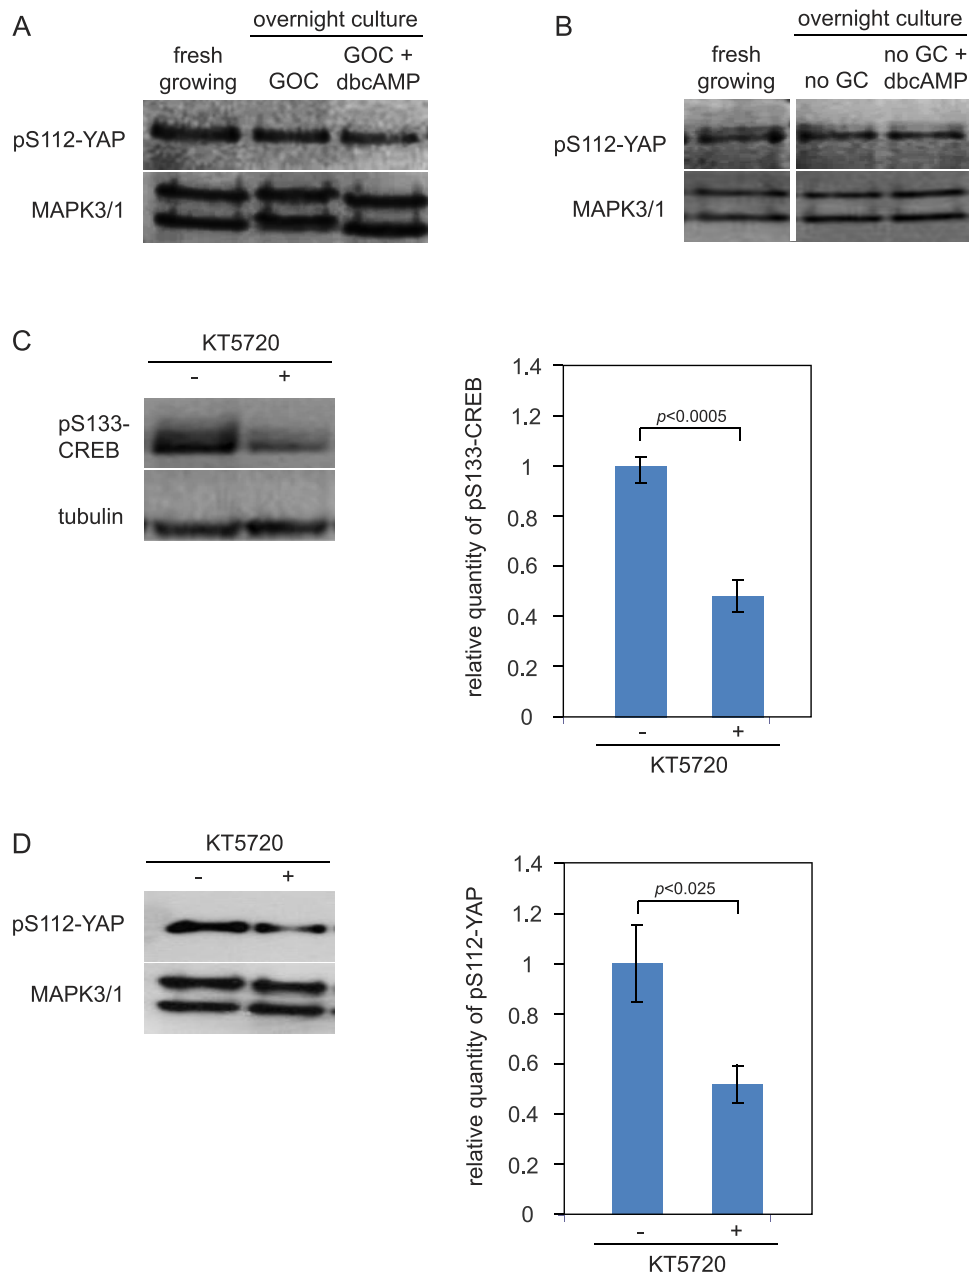 A
overnight culture
fresh
growing
GOC
GOC +
dbcAMP
pS112-YAP
MAPK3/1
B
overnight culture
fresh
growing
no GC
no GC +
dbcAMP
pS112-YAP
MAPK3/1
C
KT5720
- +
pS133-
CREB
tubulin
relative quantity of pS133-CREB
1.4
1.2
1
0.8
0.6
0.4
0.2
0
p<0.0005
- +
KT5720
D
KT5720
- +
pS112-YAP
MAPK3/1
relative quantity of pS112-YAP
1.4
1.2
1
0.8
0.6
0.4
0.2
0
p<0.025
- +
KT5720